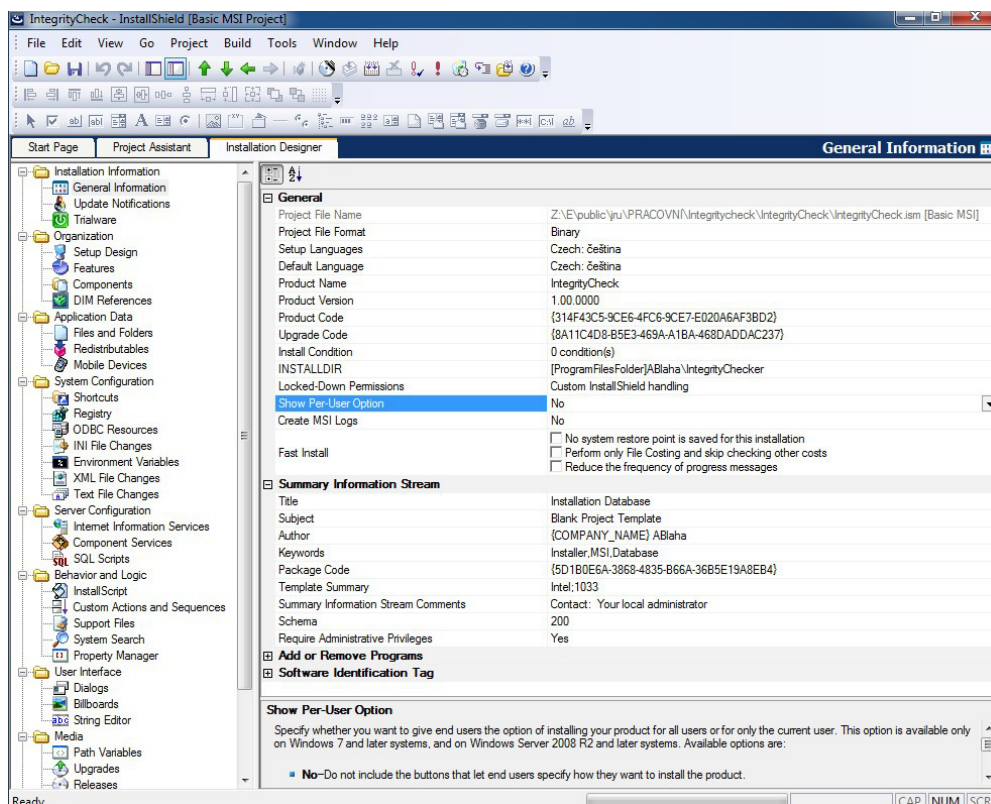 IntegrityCheck - InstallShield [Basic MSI Project]
File Edit View Go Project Build Tools Window Help
Start Page Project Assistant Installation Designer General Information
Installation Information
General Information
Update Notifications
Trialware
Organization
Setup Design
Features
Components
DIM References
Application Data
Files and Folders
Redistributables
Mobile Devices
System Configuration
Shortcuts
Registry
ODBC Resources
INI File Changes
Environment Variables
XML File Changes
Text File Changes
Server Configuration
Internet Information Services
Component Services
SQL Scripts
Behavior and Logic
InstallScript
Custom Actions and Sequences
Support Files
System Search
Property Manager
User Interface
Dialogs
Billboards
String Editor
Media
Path Variables
Upgrades
Releases
General
Project File Name Z:\E\public\jru\PRACOVNÍ\Integritycheck\IntegrityCheck\IntegrityCheck.ism [Basic MSI]
Project File Format Binary
Setup Languages Czech: čeština
Default Language Czech: čeština
Product Name IntegrityCheck
Product Version 1.00.0000
Product Code {314F43C5-9CE6-4FC6-9CE7-E020A6AF3BD2}
Upgrade Code {8A11C4D8-B5E3-469A-A1BA-468DADDAC237}
Install Condition 0 condition(s)
INSTALLDIR [ProgramFilesFolder]ABlaha\IntegrityChecker
Locked-Down Permissions Custom InstallShield handling
Show Per-User Option No
Create MSI Logs No
Fast Install
No system restore point is saved for this installation
Perform only File Costing and skip checking other costs
Reduce the frequency of progress messages
Summary Information Stream
Title Installation Database
Subject Blank Project Template
Author {COMPANY_NAME} ABlaha
Keywords Installer,MSI,Database
Package Code {5D1B0E6A-3868-4835-B66A-36B5E19A8EB4}
Template Summary Intel;1033
Summary Information Stream Comments Contact: Your local administrator
Schema 200
Require Administrative Privileges Yes
Add or Remove Programs
Software Identification Tag
Show Per-User Option
Specify whether you want to give end users the option of installing your product for all users or for only the current user. This option is available only
on Windows 7 and later systems, and on Windows Server 2008 R2 and later systems. Available options are:
No–Do not include the buttons that let end users specify how they want to install the product.
Ready CAP NUM SCR